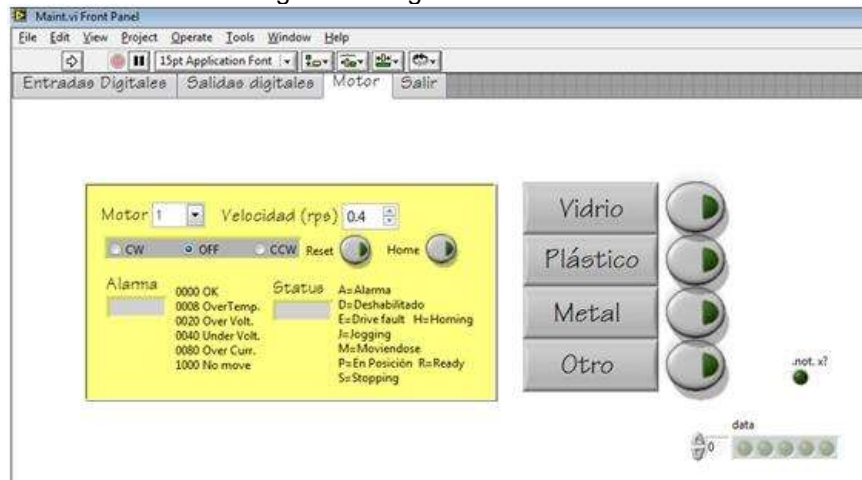 Maint.vi Front Panel
File Edit View Project Operate Tools Window Help
15pt Application Font
Entradas Digitales Salidas digitales Motor Salir
Motor 1 Velocidad (rps) 0.4
CW OFF CCW Reset Home
Alarma
0000 OK
0008 OverTemp.
0020 Over Volt.
0040 Under Volt.
0080 Over Curr.
1000 No move
Status
A=Alarma
D=Deshabilitado
E=Drive fault H=Homing
J=Jogging
M=Moviendose
P=En Posición R=Ready
S=Stopping
Vidrio
Plástico
Metal
Otro
.not. x?
data
0